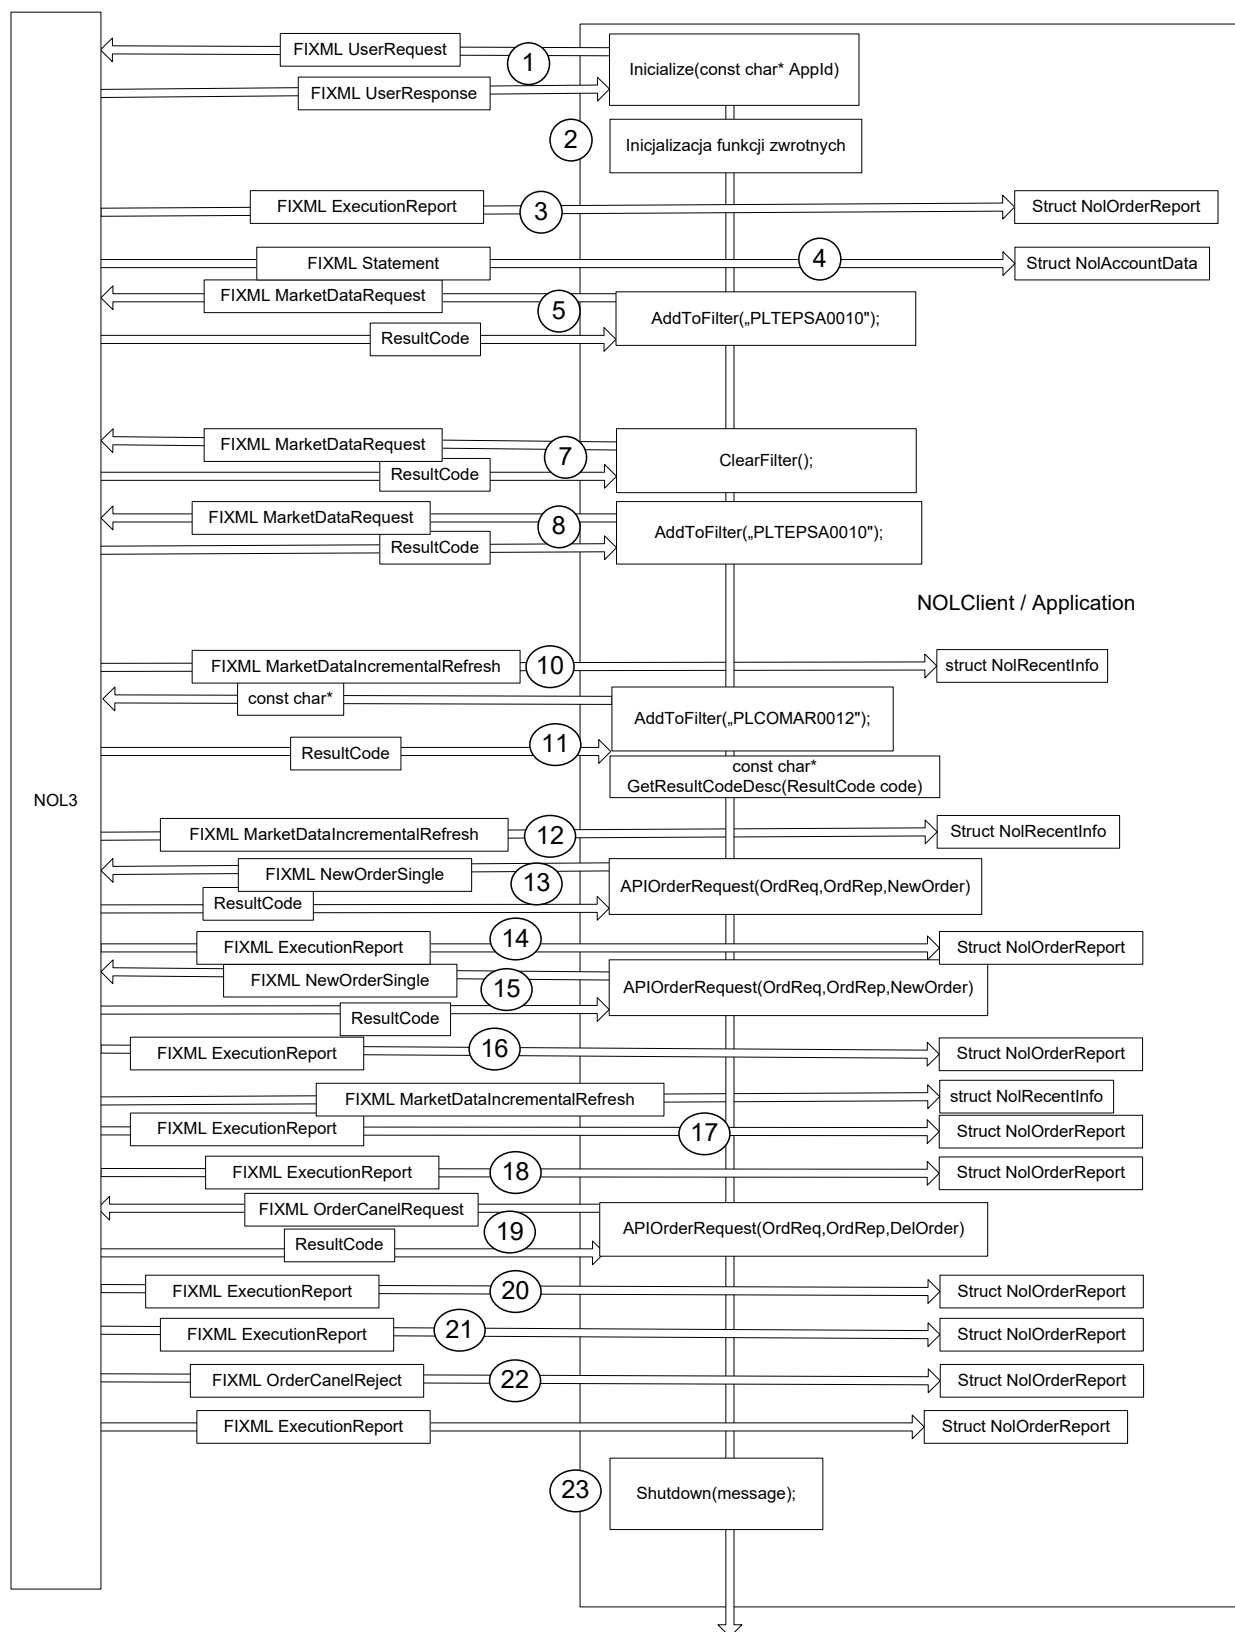 FIXML UserRequest
1
Inicialize(const char* AppId)
FIXML UserResponse
2
Inicjalizacja funkcji zwrotnych
FIXML ExecutionReport
3
Struct NolOrderReport
FIXML Statement
4
Struct NolAccountData
FIXML MarketDataRequest
5
AddToFilter(„PLTEPSA0010");
ResultCode
FIXML MarketDataRequest
7
ClearFilter();
ResultCode
FIXML MarketDataRequest
8
AddToFilter(„PLTEPSA0010");
ResultCode
NOLClient / Application
FIXML MarketDataIncrementalRefresh
10
struct NolRecentInfo
const char*
AddToFilter(„PLCOMAR0012");
11
ResultCode
const char*
GetResultCodeDesc(ResultCode code)
NOL3
FIXML MarketDataIncrementalRefresh
12
Struct NolRecentInfo
FIXML NewOrderSingle
13
APIOrderRequest(OrdReq,OrdRep,NewOrder)
ResultCode
FIXML ExecutionReport
14
Struct NolOrderReport
FIXML NewOrderSingle
15
APIOrderRequest(OrdReq,OrdRep,NewOrder)
ResultCode
FIXML ExecutionReport
16
Struct NolOrderReport
FIXML MarketDataIncrementalRefresh
struct NolRecentInfo
FIXML ExecutionReport
17
Struct NolOrderReport
FIXML ExecutionReport
18
Struct NolOrderReport
FIXML OrderCanelRequest
19
APIOrderRequest(OrdReq,OrdRep,DelOrder)
ResultCode
FIXML ExecutionReport
20
Struct NolOrderReport
FIXML ExecutionReport
21
Struct NolOrderReport
FIXML OrderCanelReject
22
Struct NolOrderReport
FIXML ExecutionReport
Struct NolOrderReport
23
Shutdown(message);